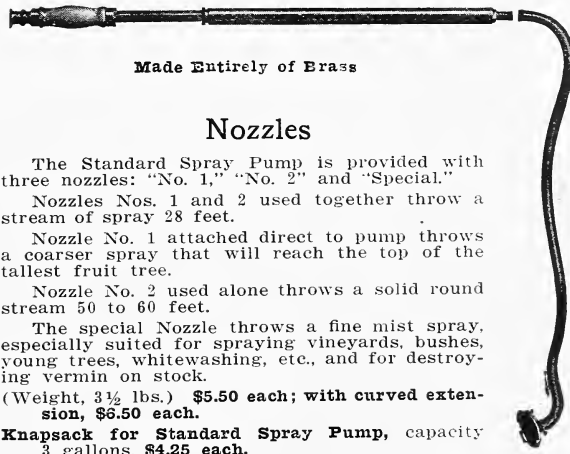 Made Entirely of Brass
Nozzles
The Standard Spray Pump is provided with
three nozzles: "No. 1," "No. 2" and "Special."
Nozzles Nos. 1 and 2 used together throw a
stream of spray 28 feet.
Nozzle No. 1 attached direct to pump throws
a coarser spray that will reach the top of the
tallest fruit tree.
Nozzle No. 2 used alone throws a solid round
stream 50 to 60 feet.
The special Nozzle throws a fine mist spray,
especially suited for spraying vineyards, bushes,
young trees, whitewashing, etc., and for destroy-
ing vermin on stock.
(Weight, 3½ lbs.) $5.50 each; with curved exten-
sion, $6.50 each.
Knapsack for Standard Spray Pump, capacity
3 gallons, $4.25 each.